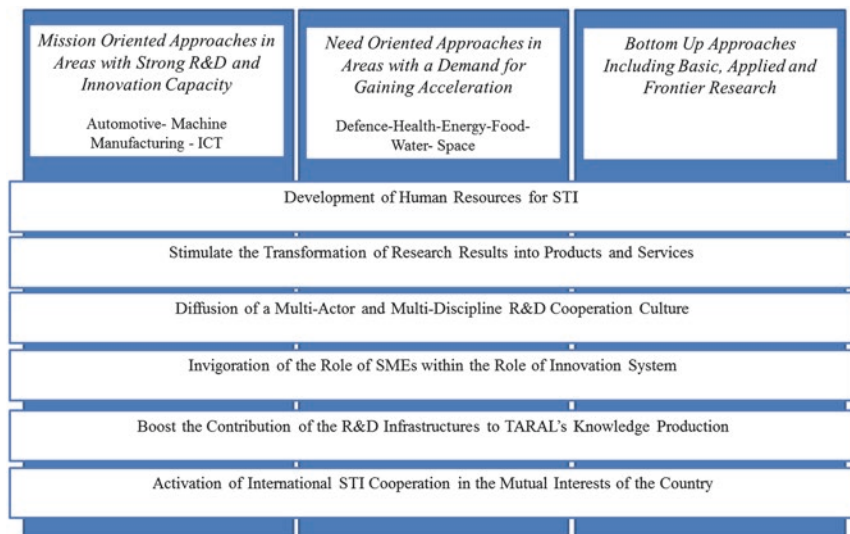 Mission Oriented Approaches in
Areas with Strong R&D and
Innovation Capacity
Automotive- Machine
Manufacturing - ICT
Need Oriented Approaches in
Areas with a Demand for
Gaining Acceleration
Defence-Health-Energy-Food-
Water- Space
Bottom Up Approaches
Including Basic, Applied and
Frontier Research
Development of Human Resources for STI
Stimulate the Transformation of Research Results into Products and Services
Diffusion of a Multi-Actor and Multi-Discipline R&D Cooperation Culture
Invigoration of the Role of SMEs within the Role of Innovation System
Boost the Contribution of the R&D Infrastructures to TARAL's Knowledge Production
Activation of International STI Cooperation in the Mutual Interests of the Country